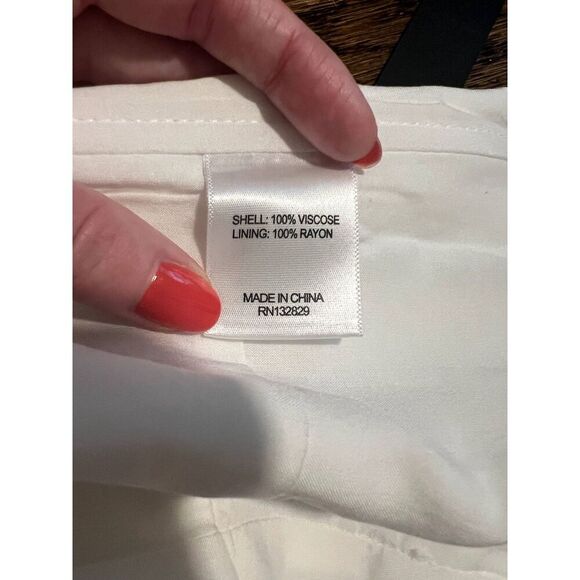 SHELL: 100% VISCOSE
LINING: 100% RAYON
MADE IN CHINA
RN132829